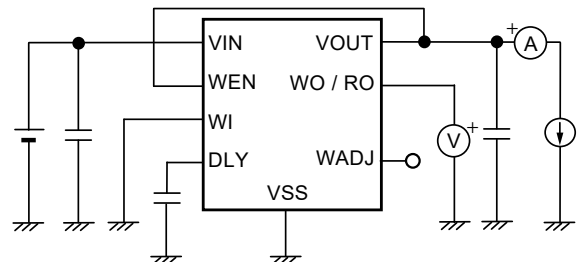 VIN VOUT + A
WEN WO / RO
WI V +
DLY WADJ
VSS